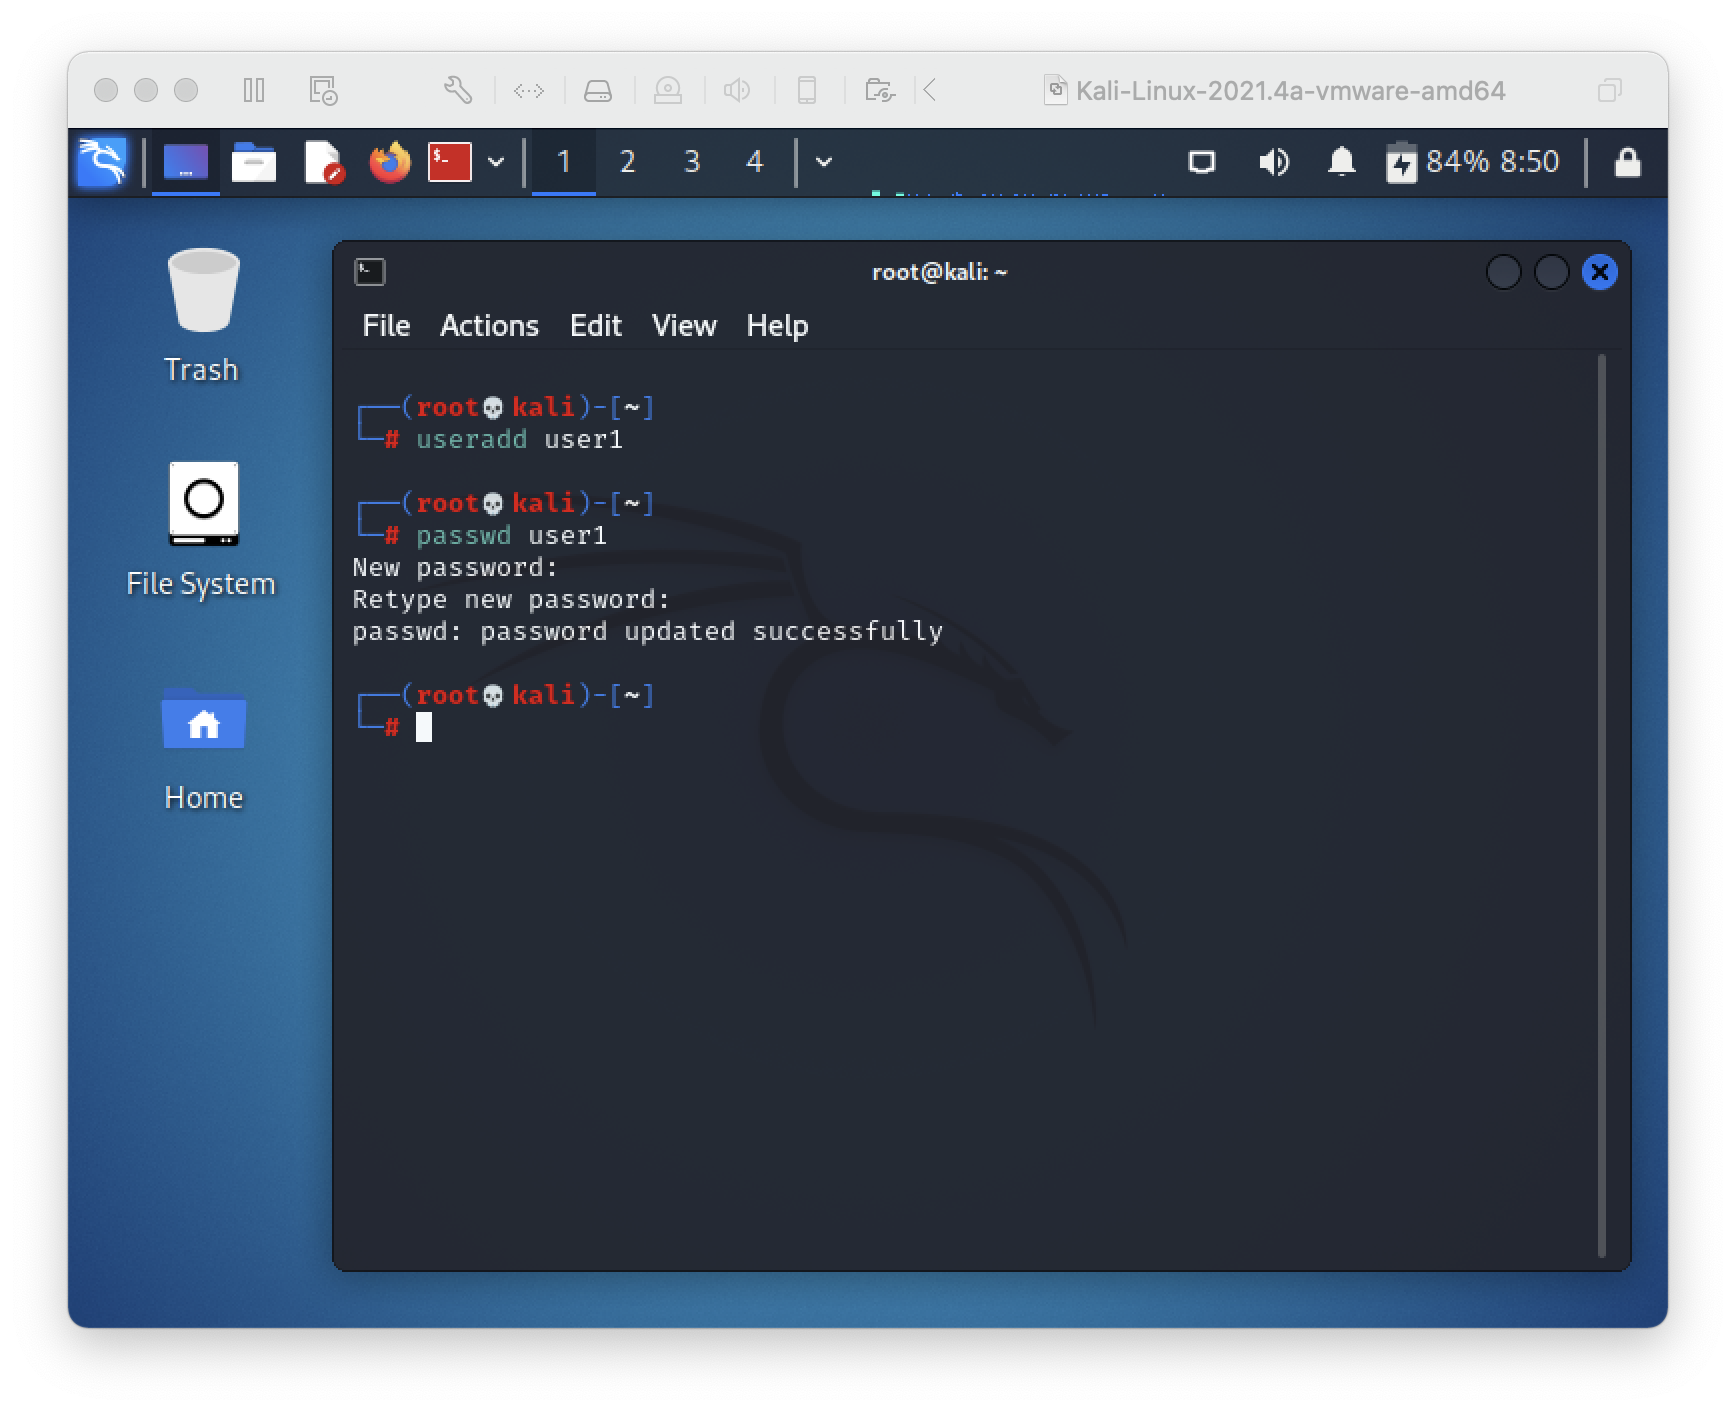 Kali-Linux-2021.4a-vmware-amd64
1 2 3 4 84% 8:50
Trash
File System
Home
root@kali: ~
File Actions Edit View Help
┌──(root💀kali)-[~]
└─# useradd user1
┌──(root💀kali)-[~]
└─# passwd user1
New password:
Retype new password:
passwd: password updated successfully
┌──(root💀kali)-[~]
└─#